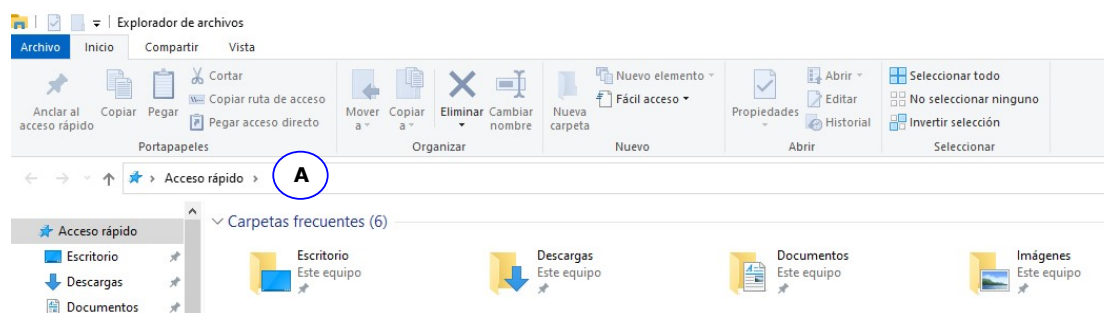 Explorador de archivos
Archivo Inicio Compartir Vista
Anclar al acceso rápido
Copiar
Pegar
Cortar
Copiar ruta de acceso
Pegar acceso directo
Portapapeles
Mover a
Copiar a
Eliminar
Cambiar nombre
Organizar
Nueva carpeta
Nuevo elemento
Fácil acceso
Nuevo
Propiedades
Abrir
Editar
Historial
Abrir
Seleccionar todo
No seleccionar ninguno
Invertir selección
Seleccionar
Acceso rápido
A
Acceso rápido
Escritorio
Descargas
Documentos
Carpetas frecuentes (6)
Escritorio
Este equipo
Descargas
Este equipo
Documentos
Este equipo
Imágenes
Este equipo